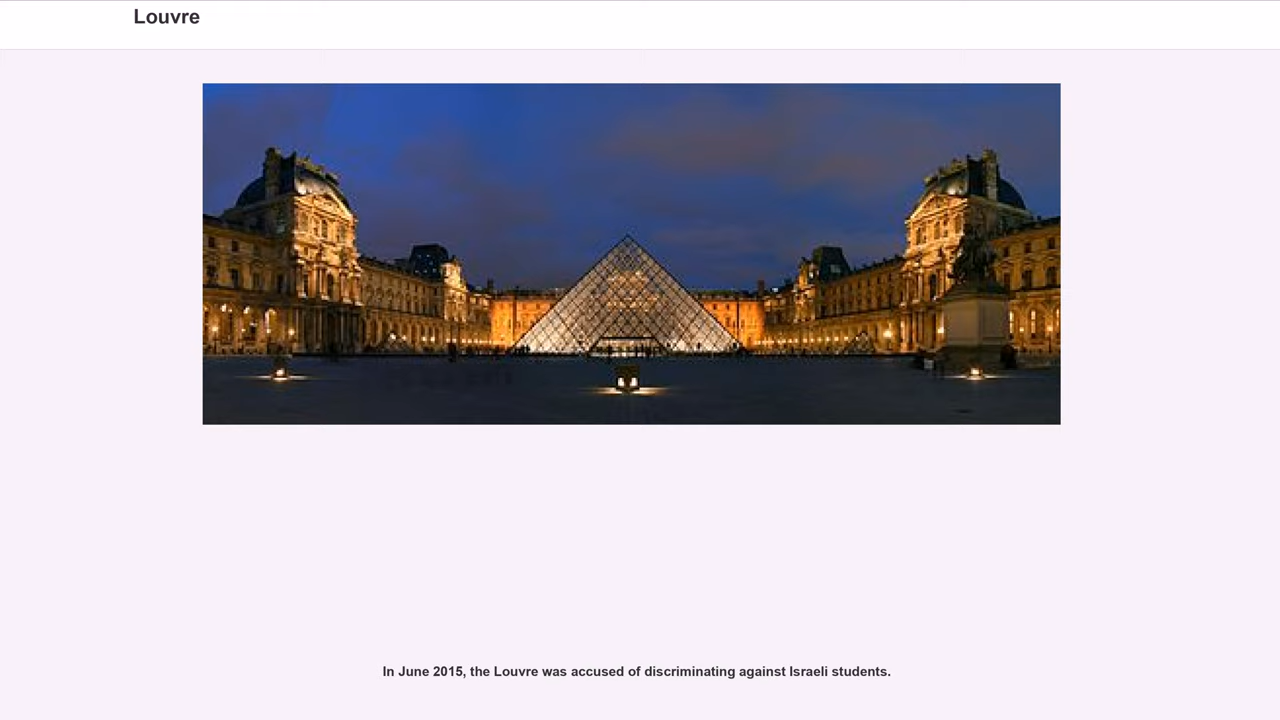 Louvre
In June 2015, the Louvre was accused of discriminating against Israeli students.